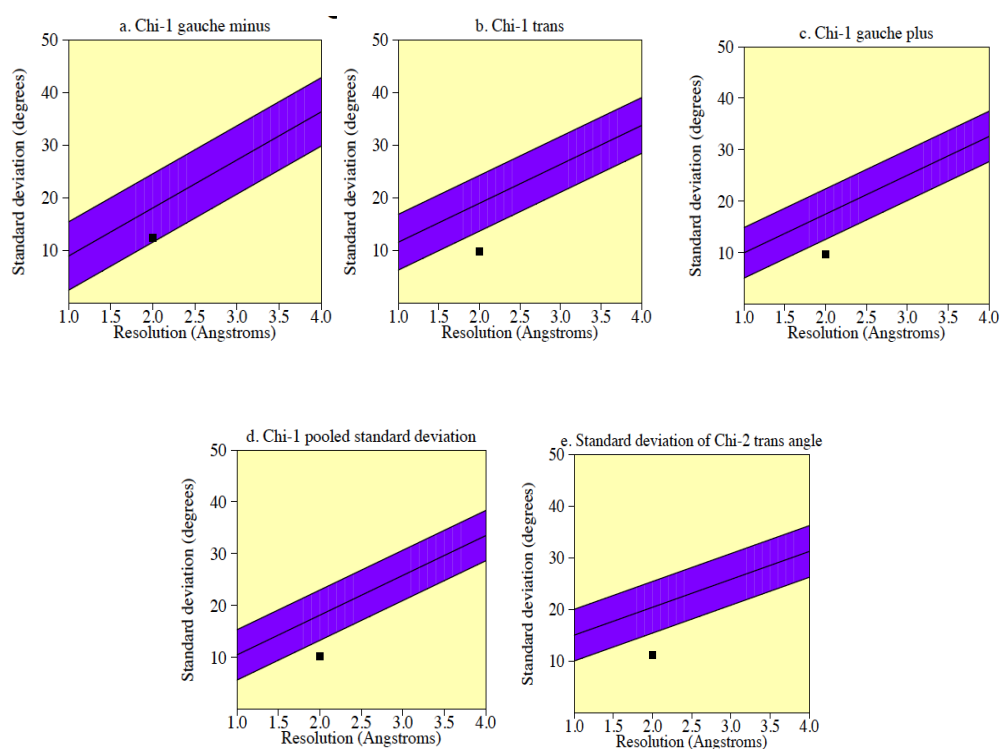 a. Chi-1 gauche minus
Standard deviation (degrees)
50
40
30
20
10
1.0 1.5 2.0 2.5 3.0 3.5 4.0
Resolution (Angstroms)
b. Chi-1 trans
Standard deviation (degrees)
50
40
30
20
10
1.0 1.5 2.0 2.5 3.0 3.5 4.0
Resolution (Angstroms)
c. Chi-1 gauche plus
Standard deviation (degrees)
50
40
30
20
10
1.0 1.5 2.0 2.5 3.0 3.5 4.0
Resolution (Angstroms)
d. Chi-1 pooled standard deviation
Standard deviation (degrees)
50
40
30
20
10
1.0 1.5 2.0 2.5 3.0 3.5 4.0
Resolution (Angstroms)
e. Standard deviation of Chi-2 trans angle
Standard deviation (degrees)
50
40
30
20
10
1.0 1.5 2.0 2.5 3.0 3.5 4.0
Resolution (Angstroms)